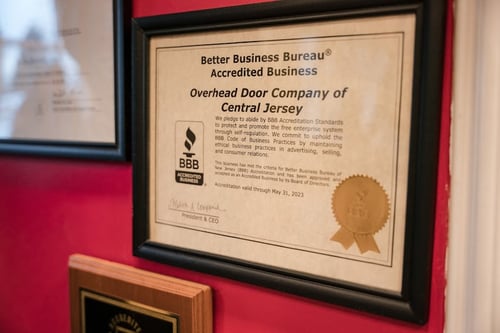 Better Business Bureau®
Accredited Business
Overhead Door Company of
Central Jersey
We pledge to abide by BBB Accreditation Standards
to protect and promote the free enterprise system
through self-regulation. We commit to uphold the
BBB Code of Business Practices by maintaining
ethical business practices in advertising, selling,
and consumer relations.
BBB
ACCREDITED
BUSINESS
This business has met the criteria for Better Business Bureau of
New Jersey (BBB) Accreditation and has been approved and
enrolled as an Accredited Business by its Board of Directors.
Accreditation valid through May 31, 2023
President & CEO
ACCREDITED